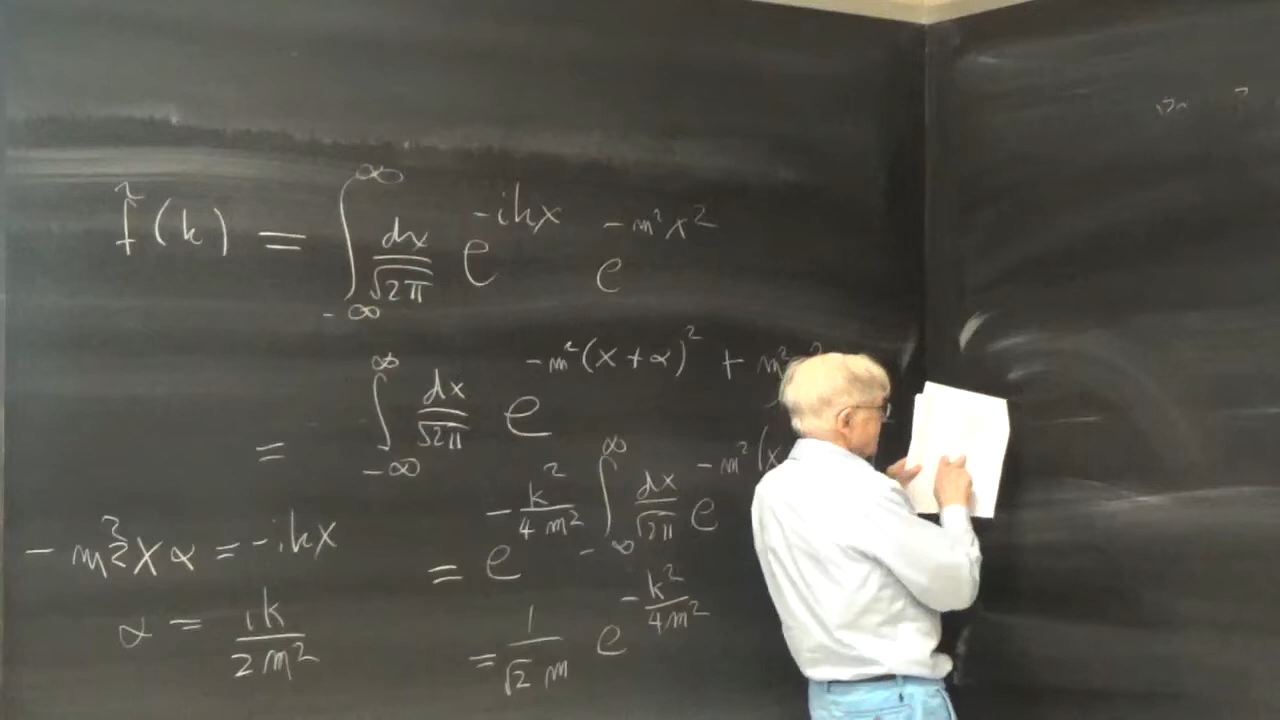 f̃(k) = ∫_{-∞}^{∞} dx/√2π e^{-ikx} e^{-m²x²}
= ∫_{-∞}^{∞} dx/√2π e^{-m²(x+α)² + m²
= e^{-k²/4m²} ∫_{-∞}^{∞} dx/√2π e^{-m²(x
-m²2xα = -ikx
α = ik/2m²
= 1/√2 m e^{-k²/4m²}